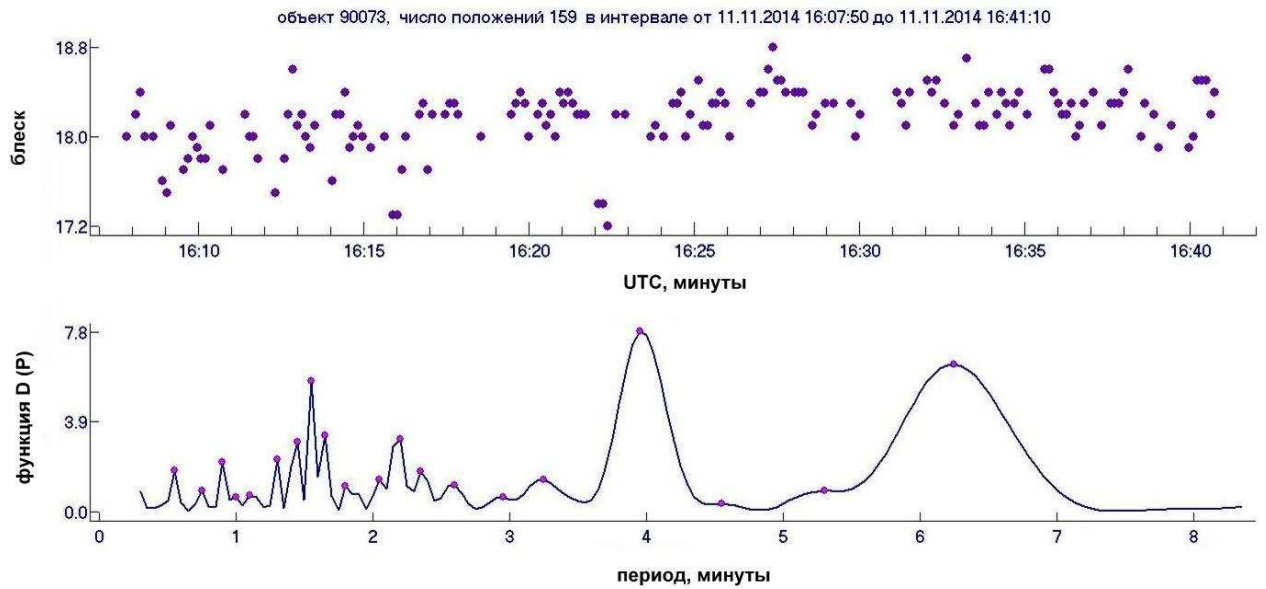 объект 90073, число положений 159 в интервале от 11.11.2014 16:07:50 до 11.11.2014 16:41:10
18.8
18.0
17.2
блеск
16:10 16:15 16:20 16:25 16:30 16:35 16:40
UTC, минуты
7.8
3.9
0.0
функция D (P)
0 1 2 3 4 5 6 7 8
период, минуты